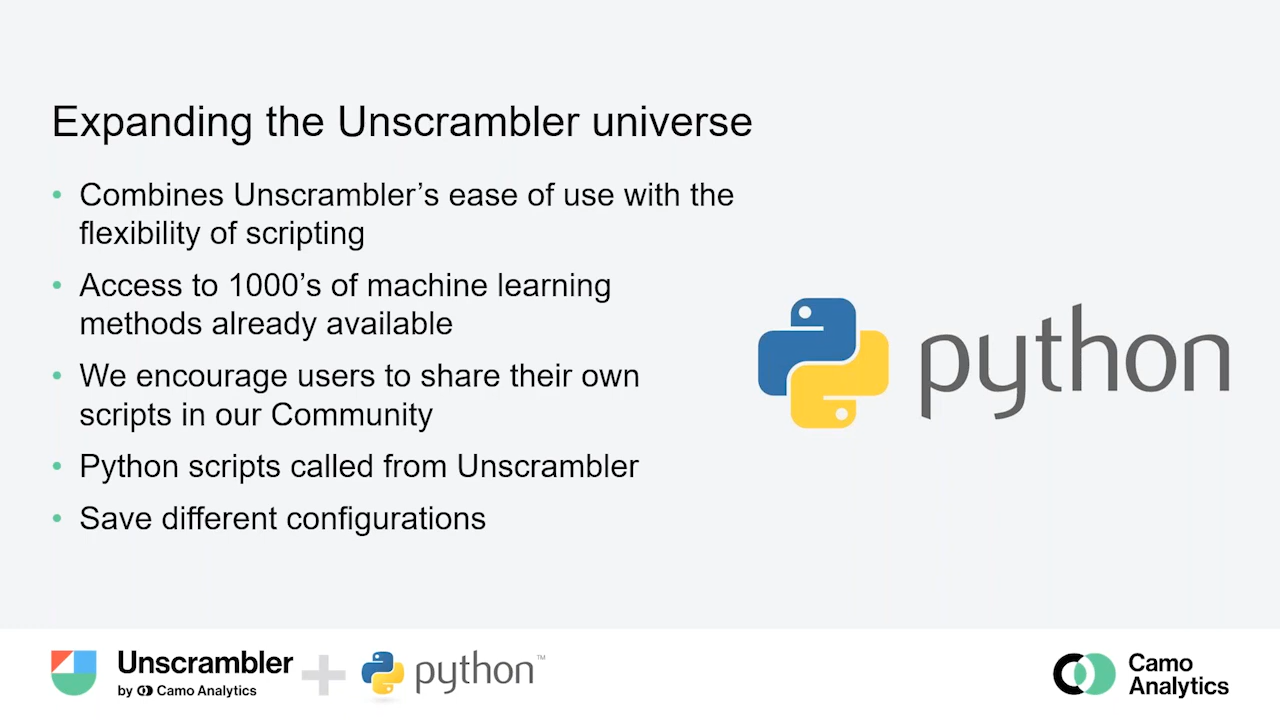 Expanding the Unscrambler universe
• Combines Unscrambler’s ease of use with the
flexibility of scripting
• Access to 1000’s of machine learning
methods already available
• We encourage users to share their own
scripts in our Community
• Python scripts called from Unscrambler
• Save different configurations
python
Unscrambler
by Camo Analytics
python™
Camo
Analytics